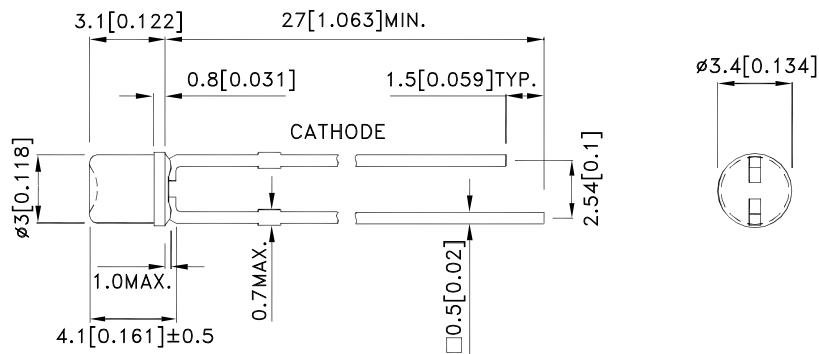 3.1[0.122]
27[1.063]MIN.
0.8[0.031]
1.5[0.059]TYP.
ø3.4[0.134]
CATHODE
ø3[0.118]
2.54[0.1]
1.0MAX.
0.7MAX.
□0.5[0.02]
4.1[0.161]±0.5